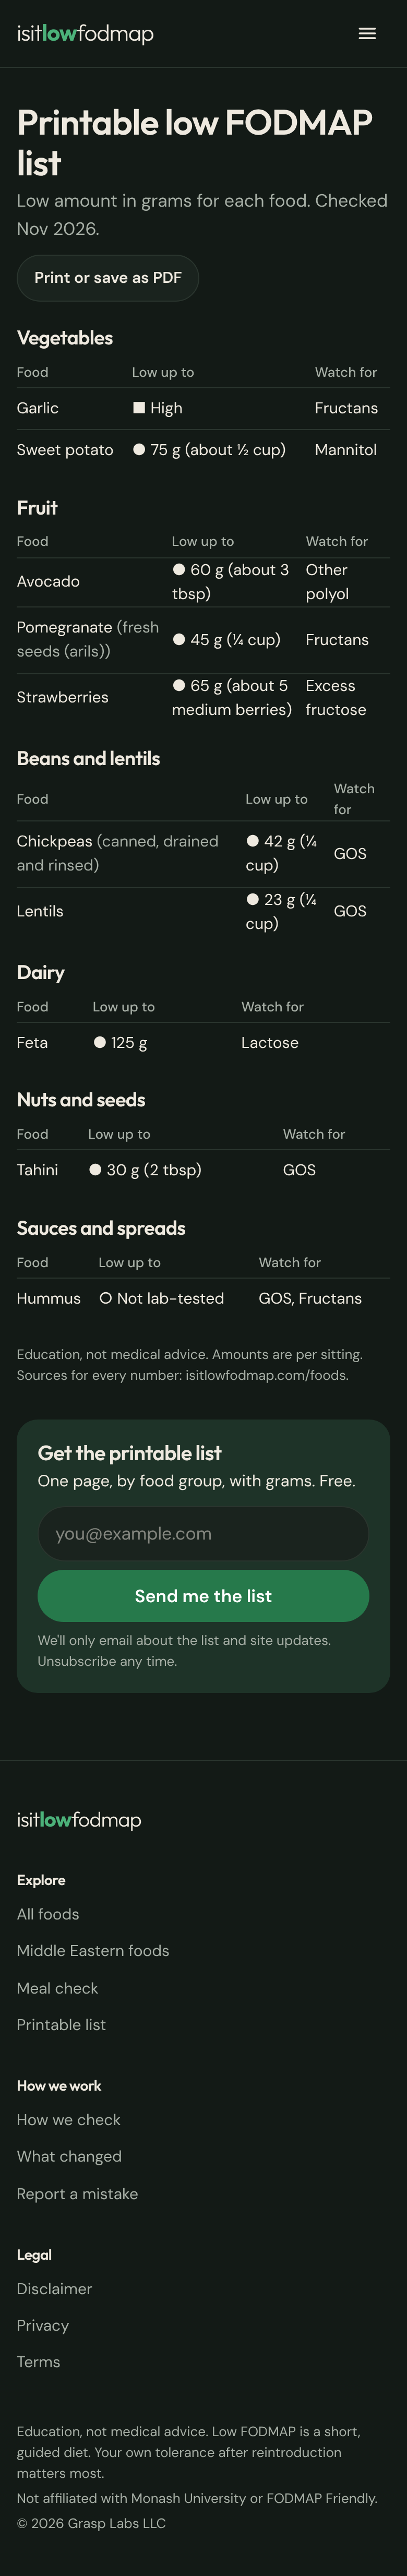 isitlowfodmap
Printable low FODMAP
list
Low amount in grams for each food. Checked
Nov 2026.
Print or save as PDF
Vegetables
Food Low up to Watch for
Garlic ■ High Fructans
Sweet potato ● 75 g (about ½ cup) Mannitol
Fruit
Food Low up to Watch for
Avocado ● 60 g (about 3 tbsp) Other polyol
Pomegranate (fresh seeds (arils)) ● 45 g (¼ cup) Fructans
Strawberries ● 65 g (about 5 medium berries) Excess fructose
Beans and lentils
Food Low up to Watch for
Chickpeas (canned, drained and rinsed) ● 42 g (¼ cup) GOS
Lentils ● 23 g (¼ cup) GOS
Dairy
Food Low up to Watch for
Feta ● 125 g Lactose
Nuts and seeds
Food Low up to Watch for
Tahini ● 30 g (2 tbsp) GOS
Sauces and spreads
Food Low up to Watch for
Hummus ○ Not lab-tested GOS, Fructans
Education, not medical advice. Amounts are per sitting.
Sources for every number: isitlowfodmap.com/foods.
Get the printable list
One page, by food group, with grams. Free.
you@example.com
Send me the list
We'll only email about the list and site updates.
Unsubscribe any time.
isitlowfodmap
Explore
All foods
Middle Eastern foods
Meal check
Printable list
How we work
How we check
What changed
Report a mistake
Legal
Disclaimer
Privacy
Terms
Education, not medical advice. Low FODMAP is a short,
guided diet. Your own tolerance after reintroduction
matters most.
Not affiliated with Monash University or FODMAP Friendly.
© 2026 Grasp Labs LLC